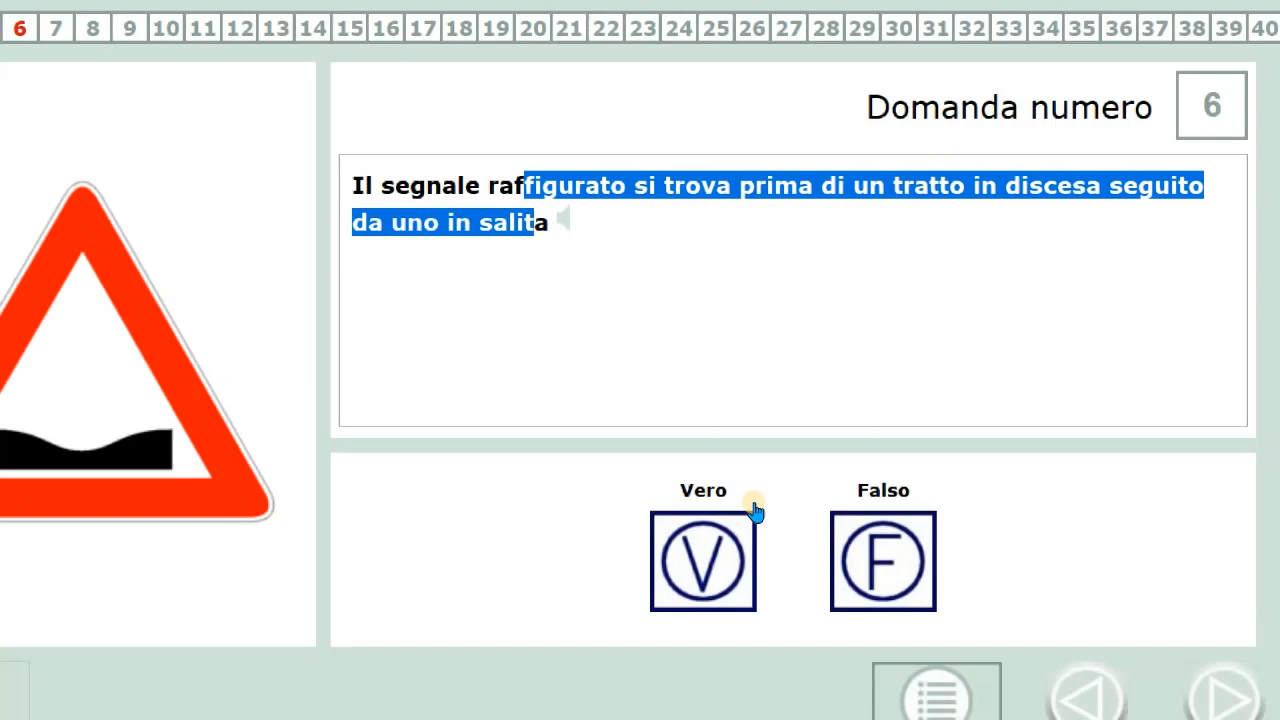 6 7 8 9 10 11 12 13 14 15 16 17 18 19 20 21 22 23 24 25 26 27 28 29 30 31 32 33 34 35 36 37 38 39 40
Domanda numero 6
Il segnale raffigurato si trova prima di un tratto in discesa seguito
da uno in salita
Vero Falso
V F